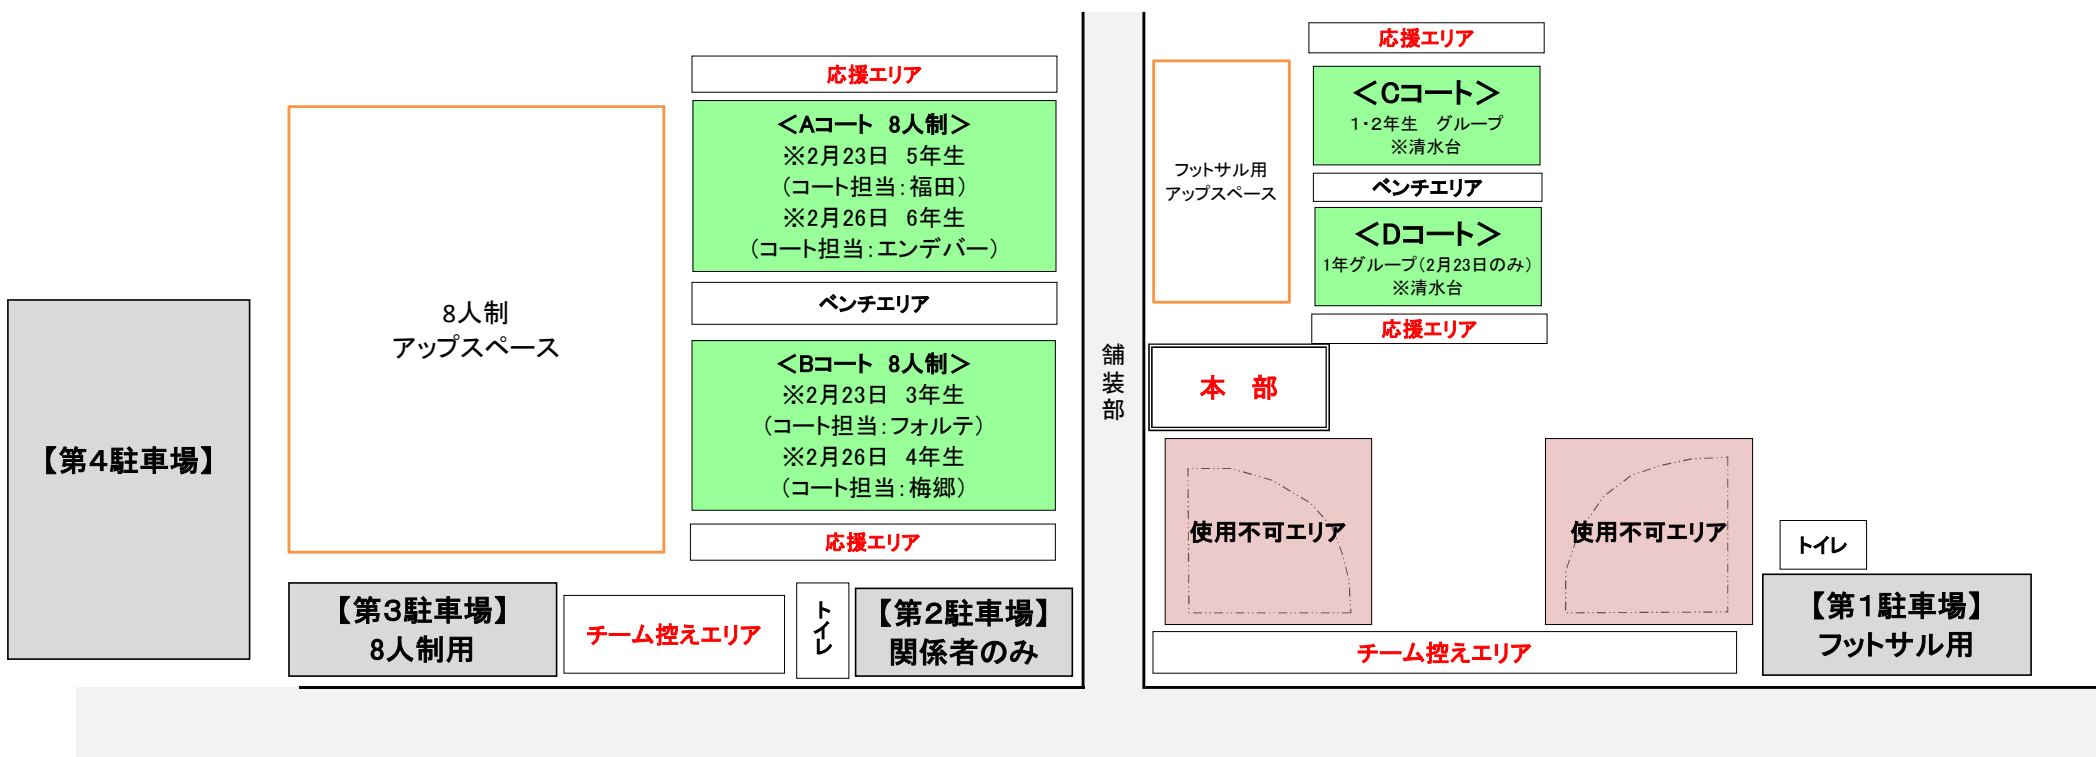 応援エリア
＜Aコート 8人制＞
※2月23日 5年生
（コート担当：福田）
※2月26日 6年生
（コート担当：エンデバー）
ベンチエリア
＜Bコート 8人制＞
※2月23日 3年生
（コート担当：フォルテ）
※2月26日 4年生
（コート担当：梅郷）
応援エリア
8人制
アップスペース
【第4駐車場】
【第3駐車場】
8人制用
チーム控えエリア
トイレ
【第2駐車場】
関係者のみ
舗装部
応援エリア
＜Cコート＞
1・2年生　グループ
※清水台
ベンチエリア
＜Dコート＞
1年グループ（2月23日のみ）
※清水台
応援エリア
フットサル用
アップスペース
本　部
使用不可エリア
使用不可エリア
トイレ
チーム控えエリア
【第1駐車場】
フットサル用